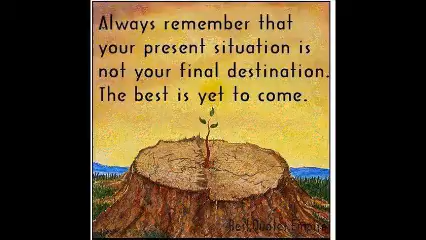 Always remember that
your present situation is
not your final destination.
The best is yet to come.